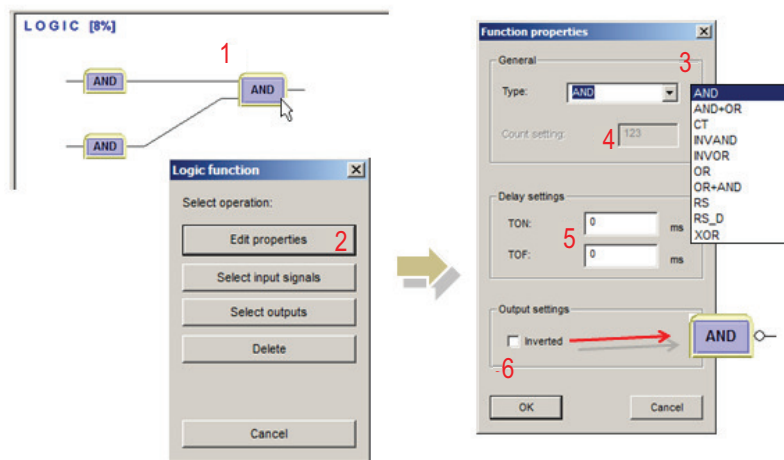 LOGIC [8%]
1
AND
AND
AND
Logic function
Select operation:
Edit properties
2
Select input signals
Select outputs
Delete
Cancel
Function properties
3
General
Type:
AND
Count setting:
4
123
Delay settings
TON:
0
ms
5
TOF:
0
ms
Output settings
Inverted
6
OK
Cancel
AND
AND+OR
CT
INVAND
INVOR
OR
OR+AND
RS
RS_D
XOR
AND